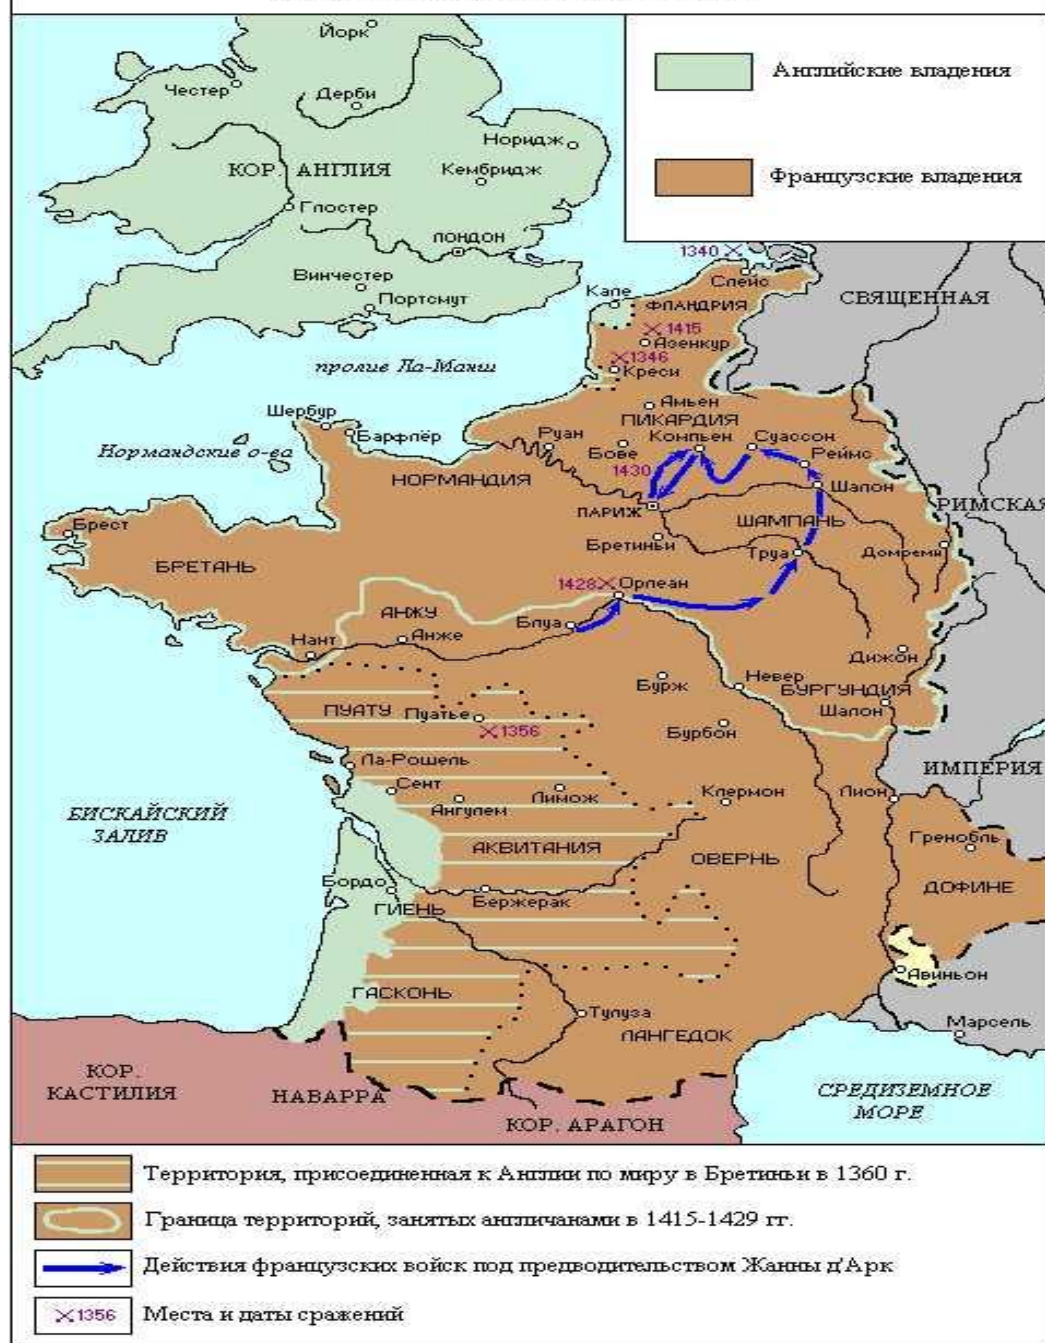 Йорк
Честер
Дерби
Норидж
КОР. АНГЛИЯ
Кембридж
Глостер
ЛОНДОН
Винчестер
Портсмут
Английские владения
Французские владения
1340
Слейс
Кале
ФЛАНДРИЯ
СВЯЩЕННАЯ
1415
Азенкур
1346
Креси
пролив Ла-Манш
Амьен
ПИКАРДИЯ
Шербур
Барфлёр
Руан
Бове
Компьен
Суассон
Реймс
Нормандские о-ва
1430
НОРМАНДИЯ
Шалон
РИМСКАЯ
ПАРИЖ
ШАМПАНЬ
Брест
Бретиньи
Труа
Домреми
БРЕТАНЬ
1428
Орлеан
АНЖУ
Блуа
Нант
Анже
Дижон
Бурж
Невер
БУРГУНДИЯ
ПУАТУ
Пуатье
Шалон
1356
Бурбон
Ла-Рошель
ИМПЕРИЯ
Сент
Ангулем
Лимож
Клермон
Лион
БИСКАЙСКИЙ
ЗАЛИВ
Гренобль
АКВИТАНИЯ
ОВЕРНЬ
Бордо
ДОФИНЕ
ГИЕНЬ
Бержерак
Авиньон
ГАСКОНЬ
Тулуза
ЛАНГЕДОК
Марсель
КОР.
КАСТИЛИЯ
НАВАРРА
КОР. АРАГОН
СРЕДИЗЕМНОЕ
МОРЕ
Территория, присоединенная к Англии по миру в Бретиньи в 1360 г.
Граница территорий, занятых англичанами в 1415-1429 гг.
Действия французских войск под предводительством Жанны д'Арк
1356
Места и даты сражений